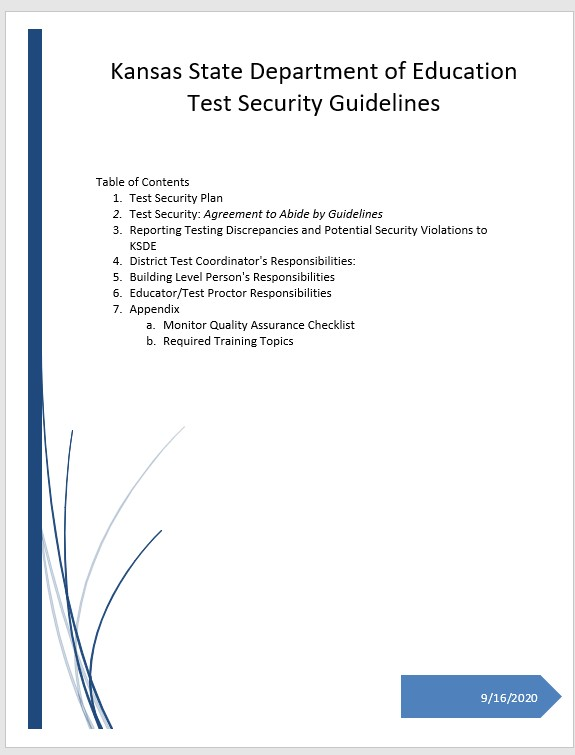 Kansas State Department of Education
Test Security Guidelines
Table of Contents
1. Test Security Plan
2. Test Security: Agreement to Abide by Guidelines
3. Reporting Testing Discrepancies and Potential Security Violations to
KSDE
4. District Test Coordinator's Responsibilities:
5. Building Level Person's Responsibilities
6. Educator/Test Proctor Responsibilities
7. Appendix
a. Monitor Quality Assurance Checklist
b. Required Training Topics
9/16/2020